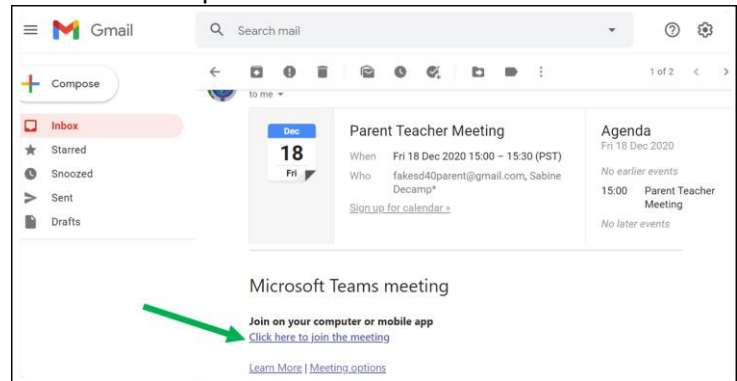 Gmail
Search mail
Compose
1 of 2
to me
Inbox
Starred
Snoozed
Sent
Drafts
Dec
18
Fri
Parent Teacher Meeting
When Fri 18 Dec 2020 15:00 – 15:30 (PST)
Who fakesd40parent@gmail.com, Sabine
Decamp*
Sign up for calendar »
Agenda
Fri 18 Dec 2020
No earlier events
15:00 Parent Teacher
Meeting
No later events
Microsoft Teams meeting
Join on your computer or mobile app
Click here to join the meeting
Learn More | Meeting options